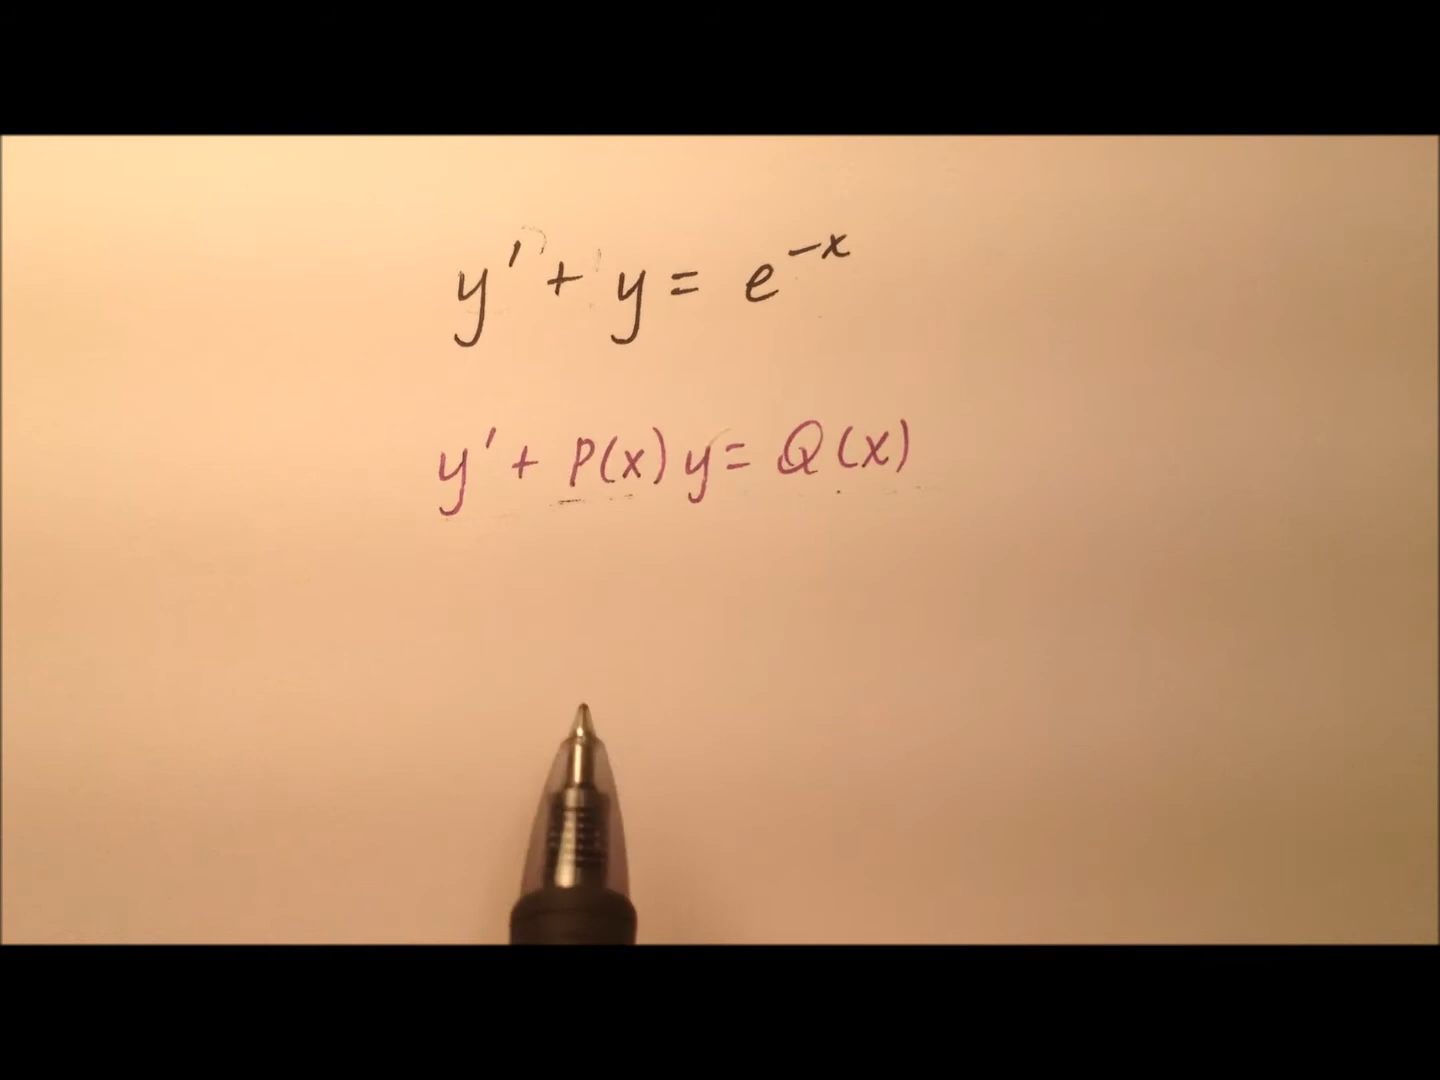 y' + y = e^{-x}
y' + P(x) y = Q(x)